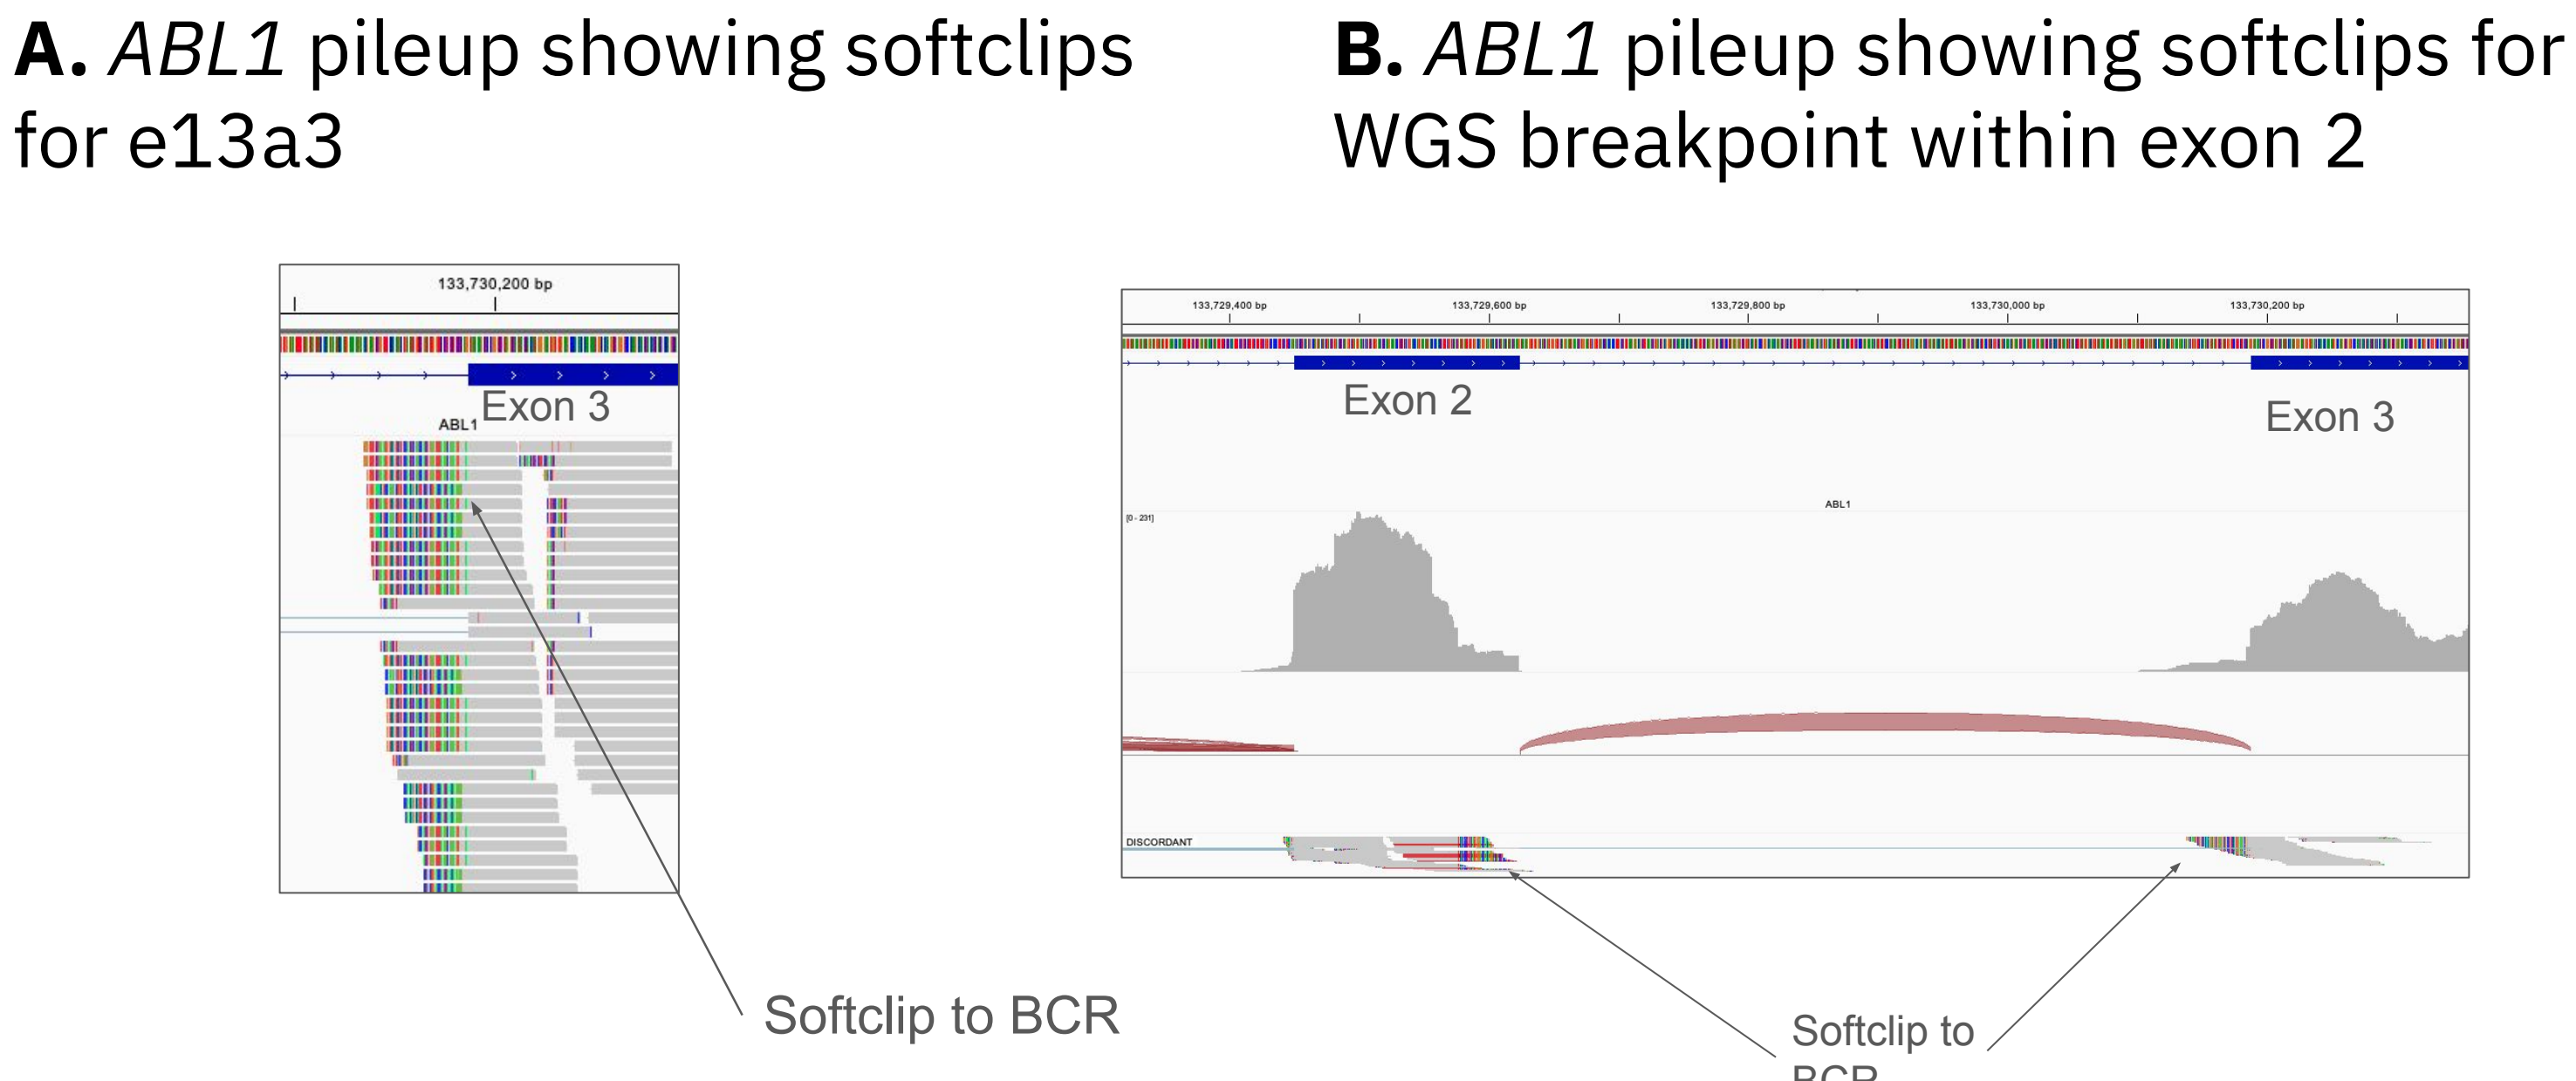 A. ABL1 pileup showing softclips
for e13a3
B. ABL1 pileup showing softclips for
WGS breakpoint within exon 2
133,730,200 bp
Exon 3
ABL1
Softclip to BCR
133,729,400 bp
133,729,600 bp
133,729,800 bp
133,730,000 bp
133,730,200 bp
Exon 2
Exon 3
ABL1
[0 - 231]
DISCORDANT
Softclip to
BCR